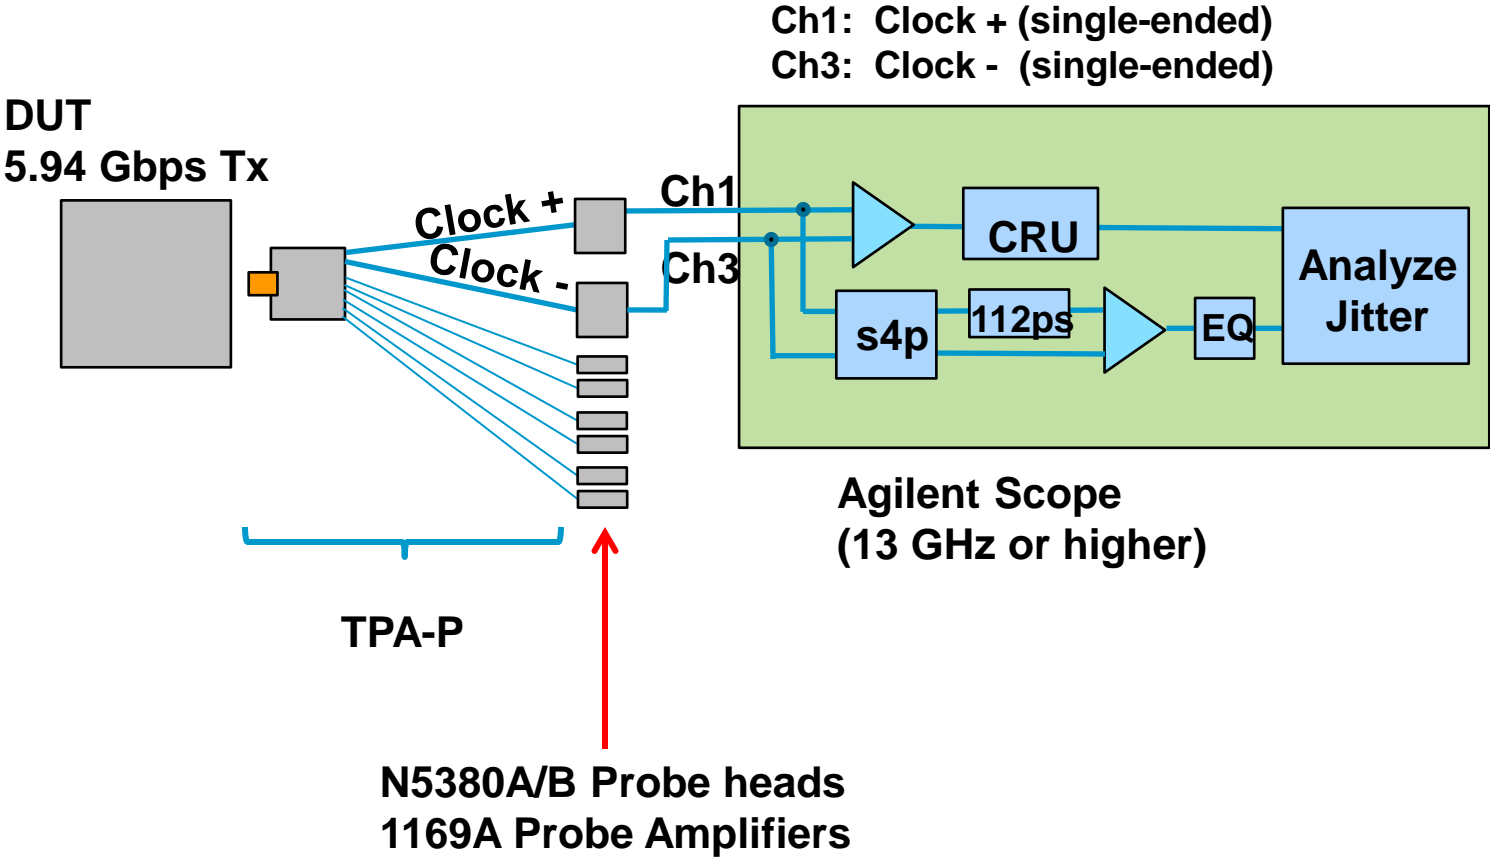 Ch1: Clock + (single-ended)
Ch3: Clock - (single-ended)
DUT
5.94 Gbps Tx
Clock +
Clock -
Ch1
Ch3
CRU
s4p
112ps
EQ
Analyze
Jitter
Agilent Scope
(13 GHz or higher)
TPA-P
N5380A/B Probe heads
1169A Probe Amplifiers